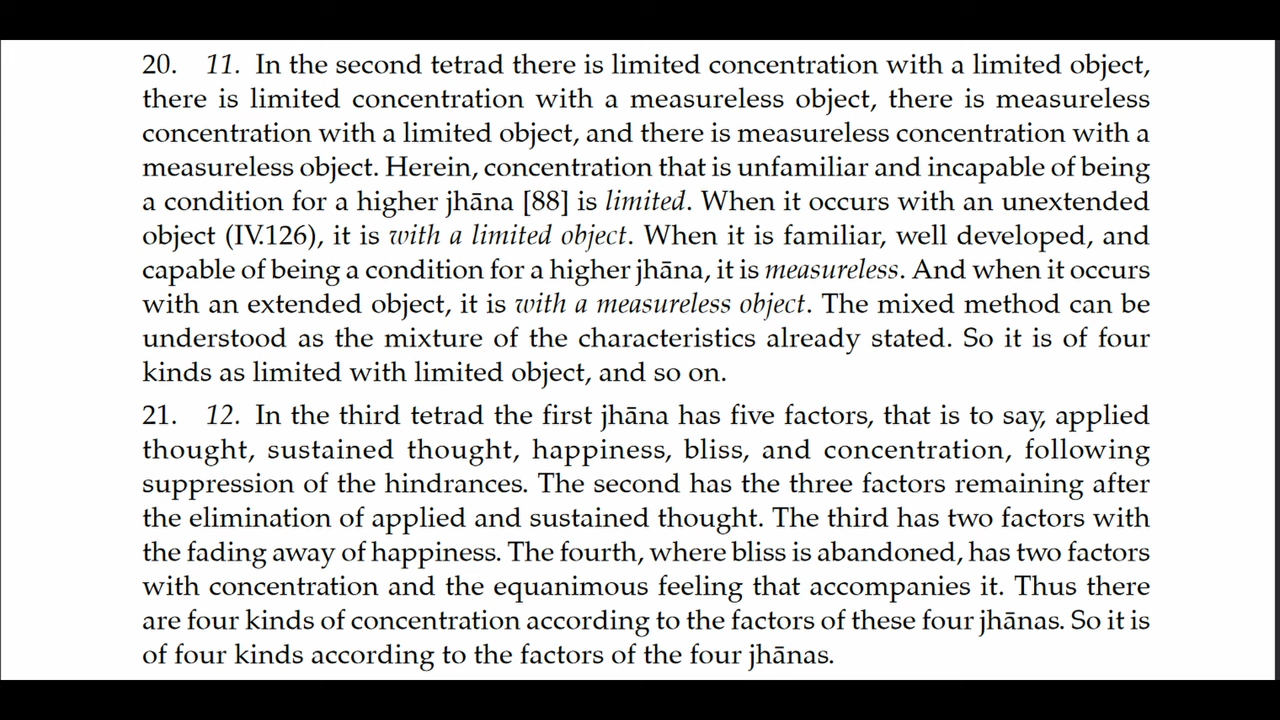 20. 11. In the second tetrad there is limited concentration with a limited object,
there is limited concentration with a measureless object, there is measureless
concentration with a limited object, and there is measureless concentration with a
measureless object. Herein, concentration that is unfamiliar and incapable of being
a condition for a higher jhāna [88] is limited. When it occurs with an unextended
object (IV.126), it is with a limited object. When it is familiar, well developed, and
capable of being a condition for a higher jhāna, it is measureless. And when it occurs
with an extended object, it is with a measureless object. The mixed method can be
understood as the mixture of the characteristics already stated. So it is of four
kinds as limited with limited object, and so on.
21. 12. In the third tetrad the first jhāna has five factors, that is to say, applied
thought, sustained thought, happiness, bliss, and concentration, following
suppression of the hindrances. The second has the three factors remaining after
the elimination of applied and sustained thought. The third has two factors with
the fading away of happiness. The fourth, where bliss is abandoned, has two factors
with concentration and the equanimous feeling that accompanies it. Thus there
are four kinds of concentration according to the factors of these four jhānas. So it is
of four kinds according to the factors of the four jhānas.